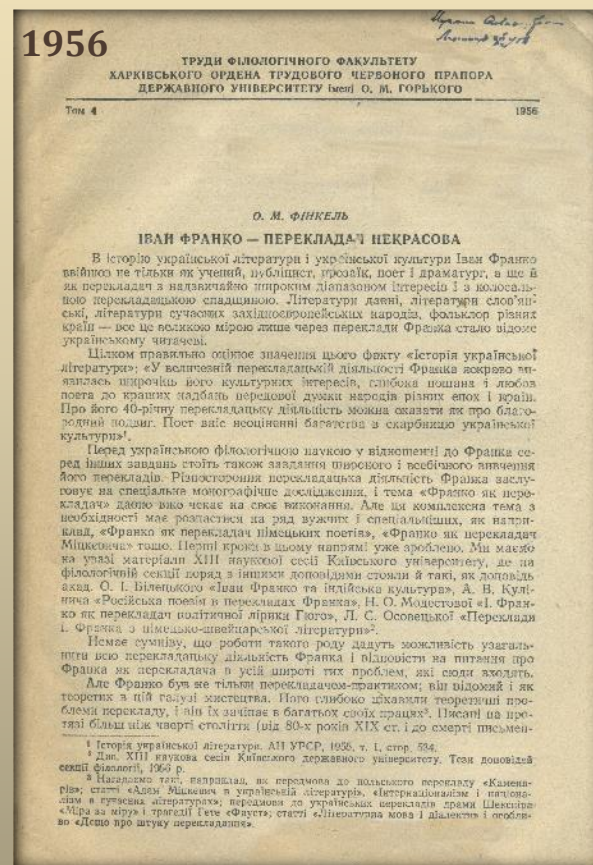 1956
ТРУДИ ФІЛОЛОГІЧНОГО ФАКУЛЬТЕТУ
ХАРКІВСЬКОГО ОРДЕНА ТРУДОВОГО ЧЕРВОНОГО ПРАПОРА
ДЕРЖАВНОГО УНІВЕРСИТЕТУ імені О. М. ГОРЬКОГО
Том 4 1956
О. М. ФІНКЕЛЬ
ІВАН ФРАНКО — ПЕРЕКЛАДАЧ НЕКРАСОВА
В історію української літератури і української культури Іван Франко
ввійшов не тільки як учений, публіцист, прозаїк, поет і драматург, а ще й
як перекладач з надзвичайно широким діапазоном інтересів і з колосаль-
ною перекладацькою спадщиною. Літератури давні, літератури слов'ян-
ські, літератури сучасних західноєвропейських народів, фольклор різних
країн — все це великою мірою лише через переклади Франка стало відоме
українському читачеві.
Цілком правильно оцінює значення цього факту «Історія української
літератури»: «У величезній перекладацькій діяльності Франка яскраво ви-
явилась широчінь його культурних інтересів, глибока пошана і любов
поета до кращих надбань передової думки народів різних епох і країн.
Про його 40-річну перекладацьку діяльність можна сказати як про благо-
родний подвиг. Поет вніс неоціненні багатства в скарбницю української
культури»¹.
Перед українською філологічною наукою у відношенні до Франка се-
ред інших завдань стоїть також завдання широкого і всебічного вивчення
його перекладів. Різностороння перекладацька діяльність Франка заслу-
говує на спеціальне монографічне дослідження, і тема «Франко як пере-
кладач» давно вже чекає на своє виконання. Але ця комплексна тема з
необхідності має розпастися на ряд вужчих і спеціальніших, як напри-
клад, «Франко як перекладач німецьких поетів», «Франко як перекладач
Міцкевича» тощо. Перші кроки в цьому напрямі уже зроблено. Ми маємо
на увазі матеріали XIII наукової сесії Київського університету, де на
філологічній секції поряд з іншими доповідями стояли й такі, як доповідь
акад. О. І. Білецького «Іван Франко та індійська культура», А. В. Кулі-
нича «Російська поезія в перекладах Франка», Н. О. Модестової «І. Фран-
ко як перекладач політичної лірики Гюго», Л. С. Осовецької «Переклади
І. Франка з німецько-швейцарської літератури»².
Немає сумніву, що роботи такого роду дадуть можливість узагаль-
нити всю перекладацьку діяльність Франка і відповісти на питання про
Франка як перекладача в усій широті тих проблем, які сюди входять.
Але Франко був не тільки перекладачем-практиком; він відомий і як
теоретик в цій галузі мистецтва. Його глибоко цікавили теоретичні про-
блеми перекладу, і він їх зачіпає в багатьох своїх працях³. Писані на про-
тязі більш ніж чверті століття (від 80-х років XIX ст. і до смерті письмен-
¹ Історія української літератури. АН УРСР, 1955, т. I, стор. 534.
² Див. XIII наукова сесія Київського державного університету. Тези доповідей
секції філології, 1956 р.
³ Нагадаємо такі, наприклад, як передмова до польського перекладу «Камена-
рів»; статті «Адам Міцкевич в українській літературі», «Інтернаціоналізм і націона-
лізм в сучасних літературах»; передмова до українських перекладів драми Шекспіра
«Міра за міру» і трагедії Гете «Фауст»; статті «Літературна мова і діалекти» і особли-
во «Дещо про штуку перекладання».